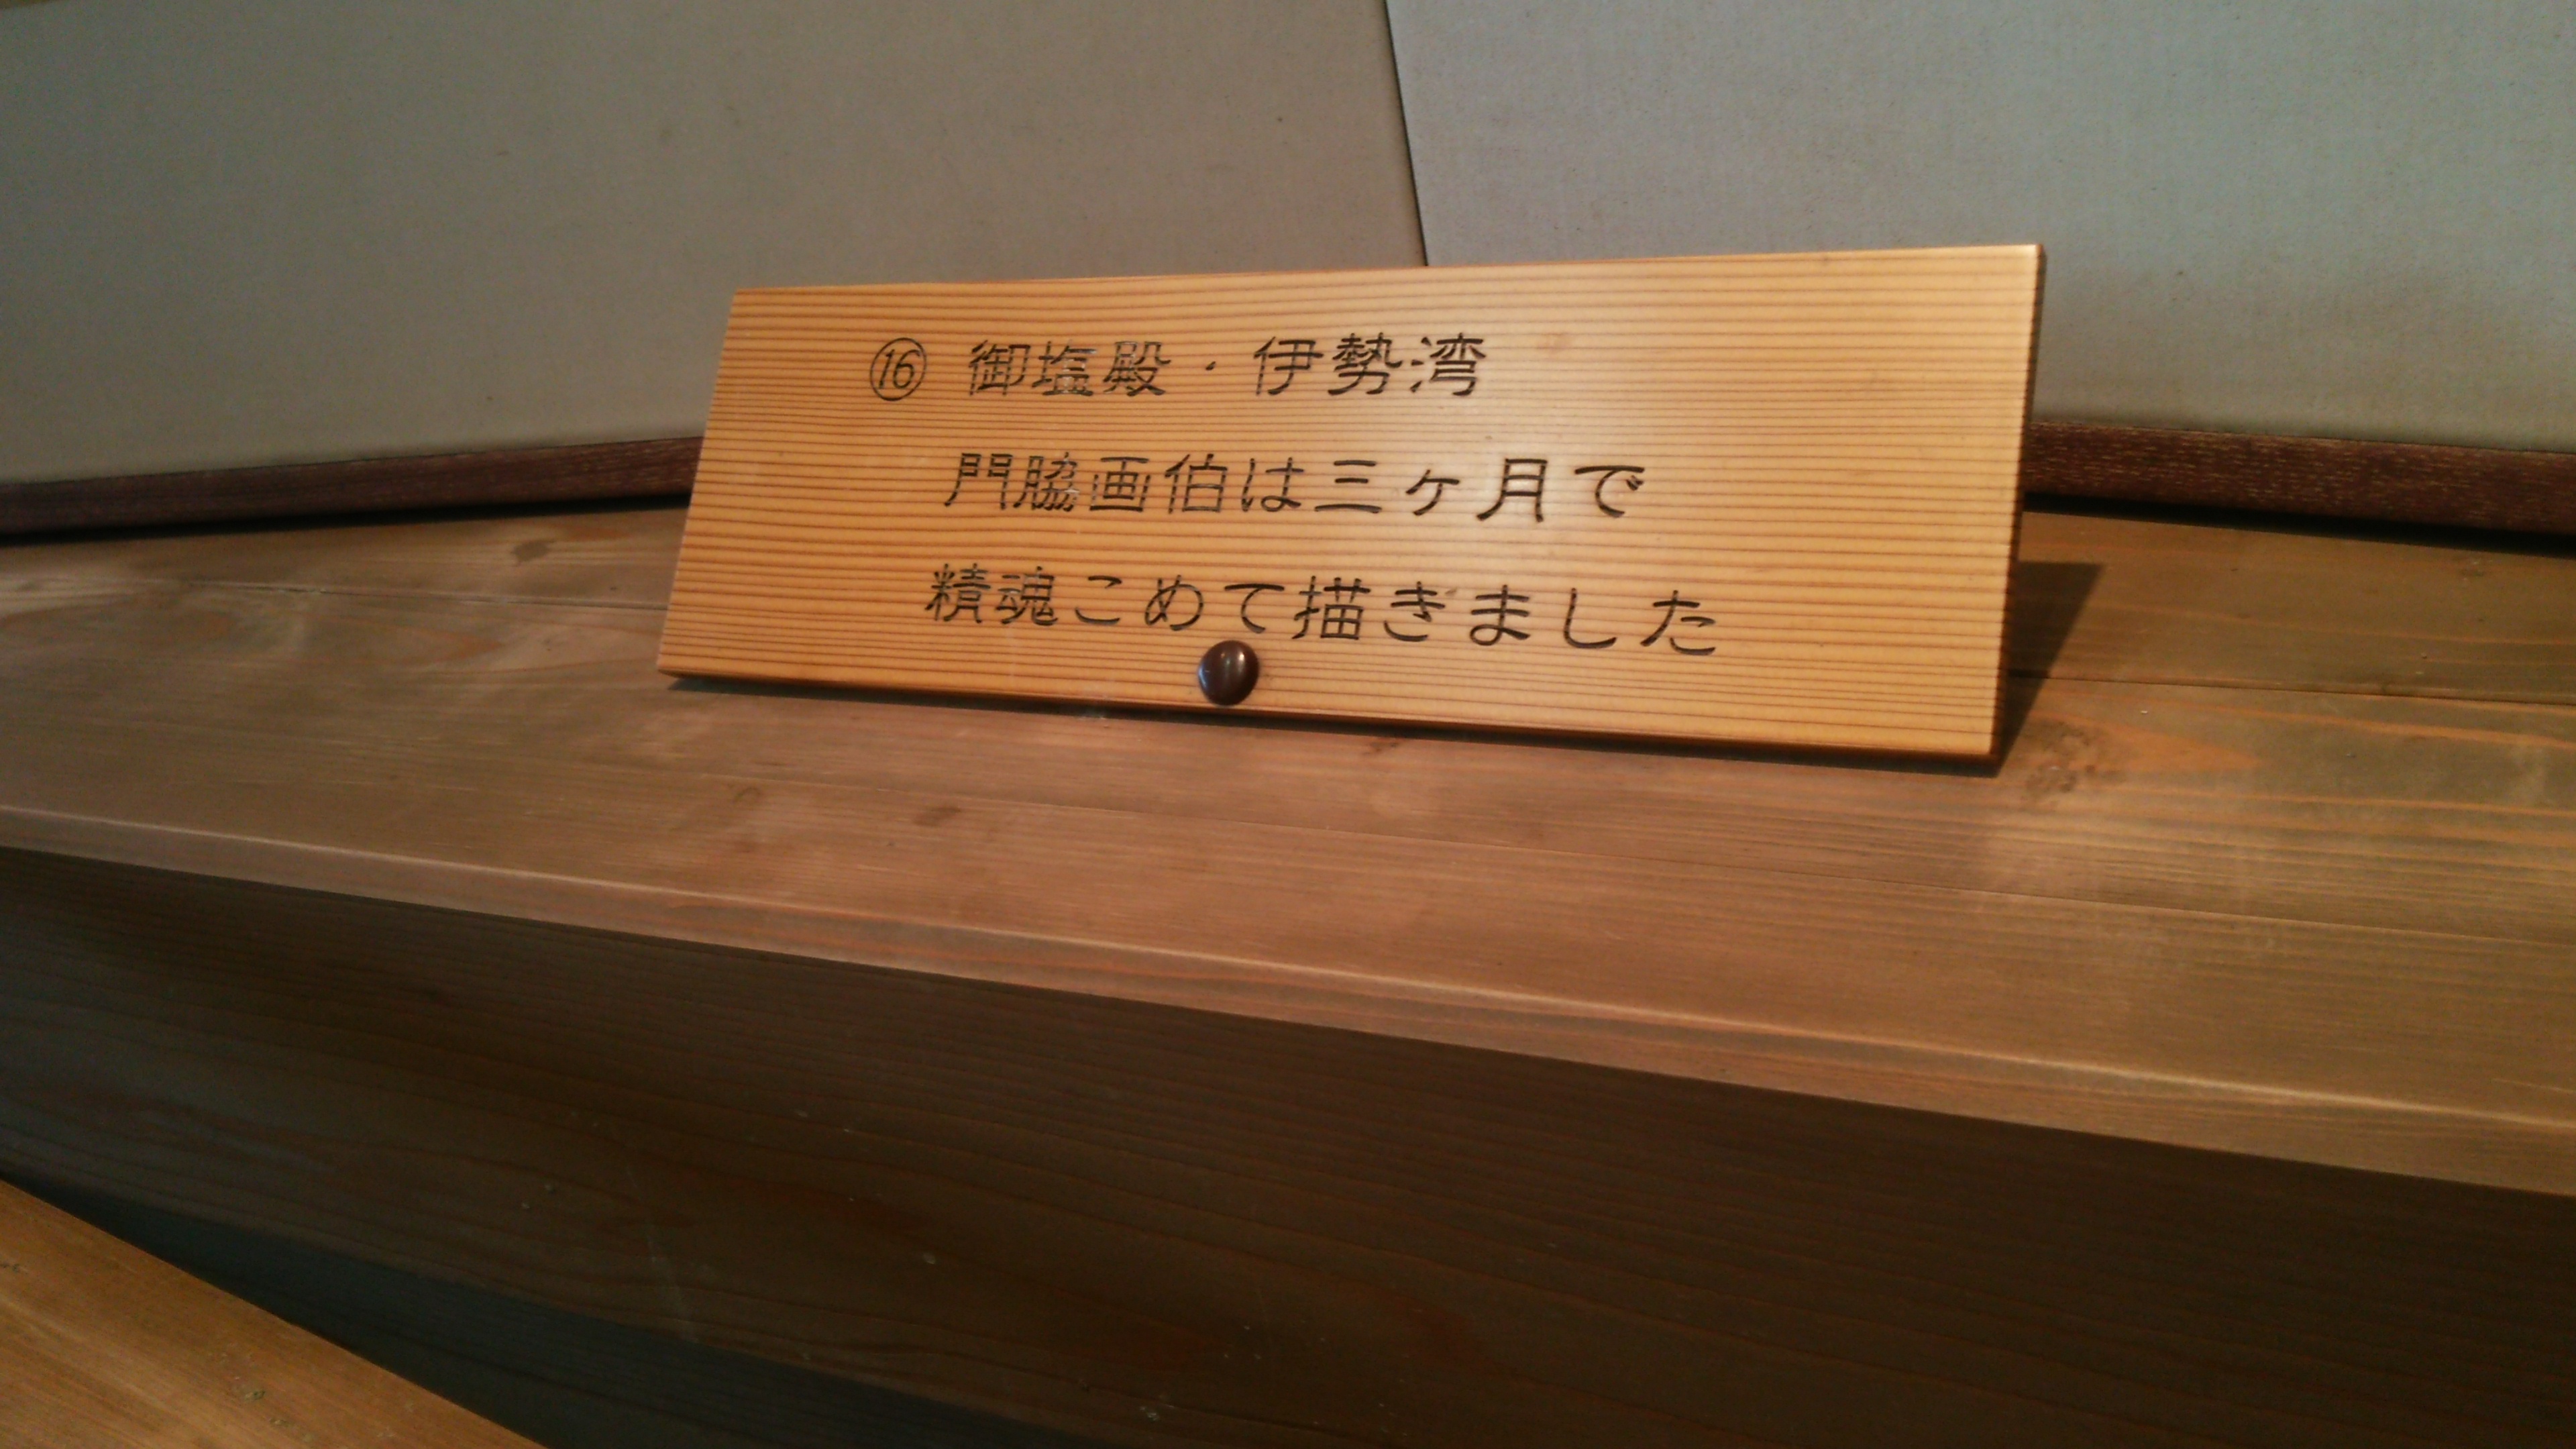 ⑯ 御塩殿・伊勢湾
門脇画伯は三ヶ月で
精魂こめて描きました